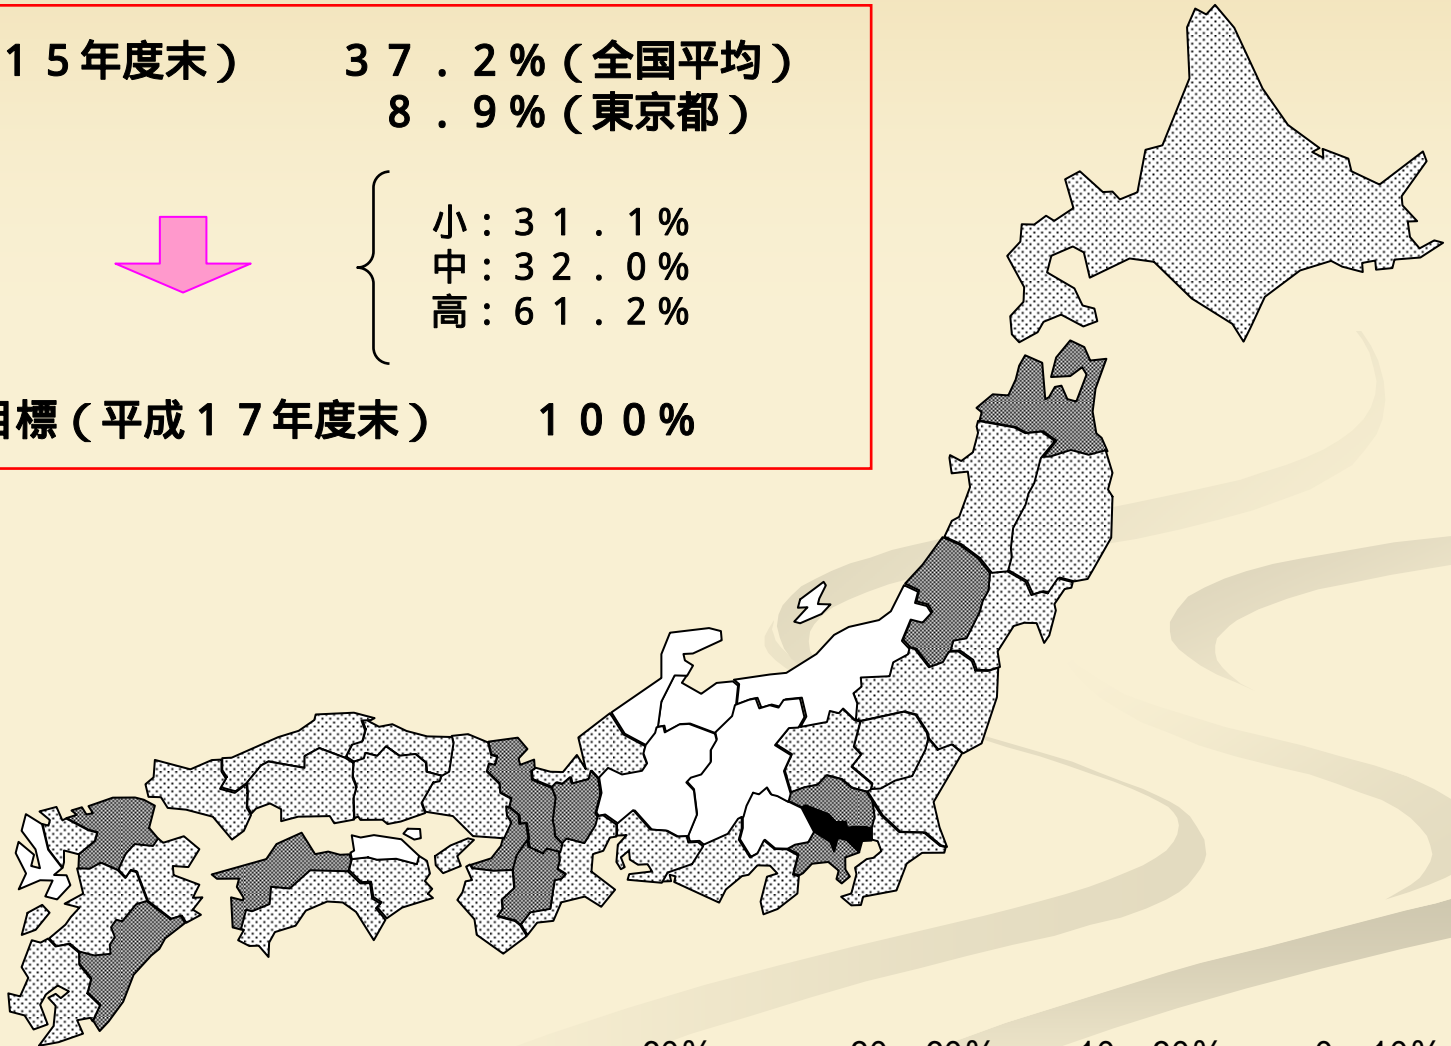 １５年度末） ３７．２％（全国平均）
８．９％（東京都）
小：３１．１％
中：３２．０％
高：６１．２％
目標（平成１７年度末） １００％